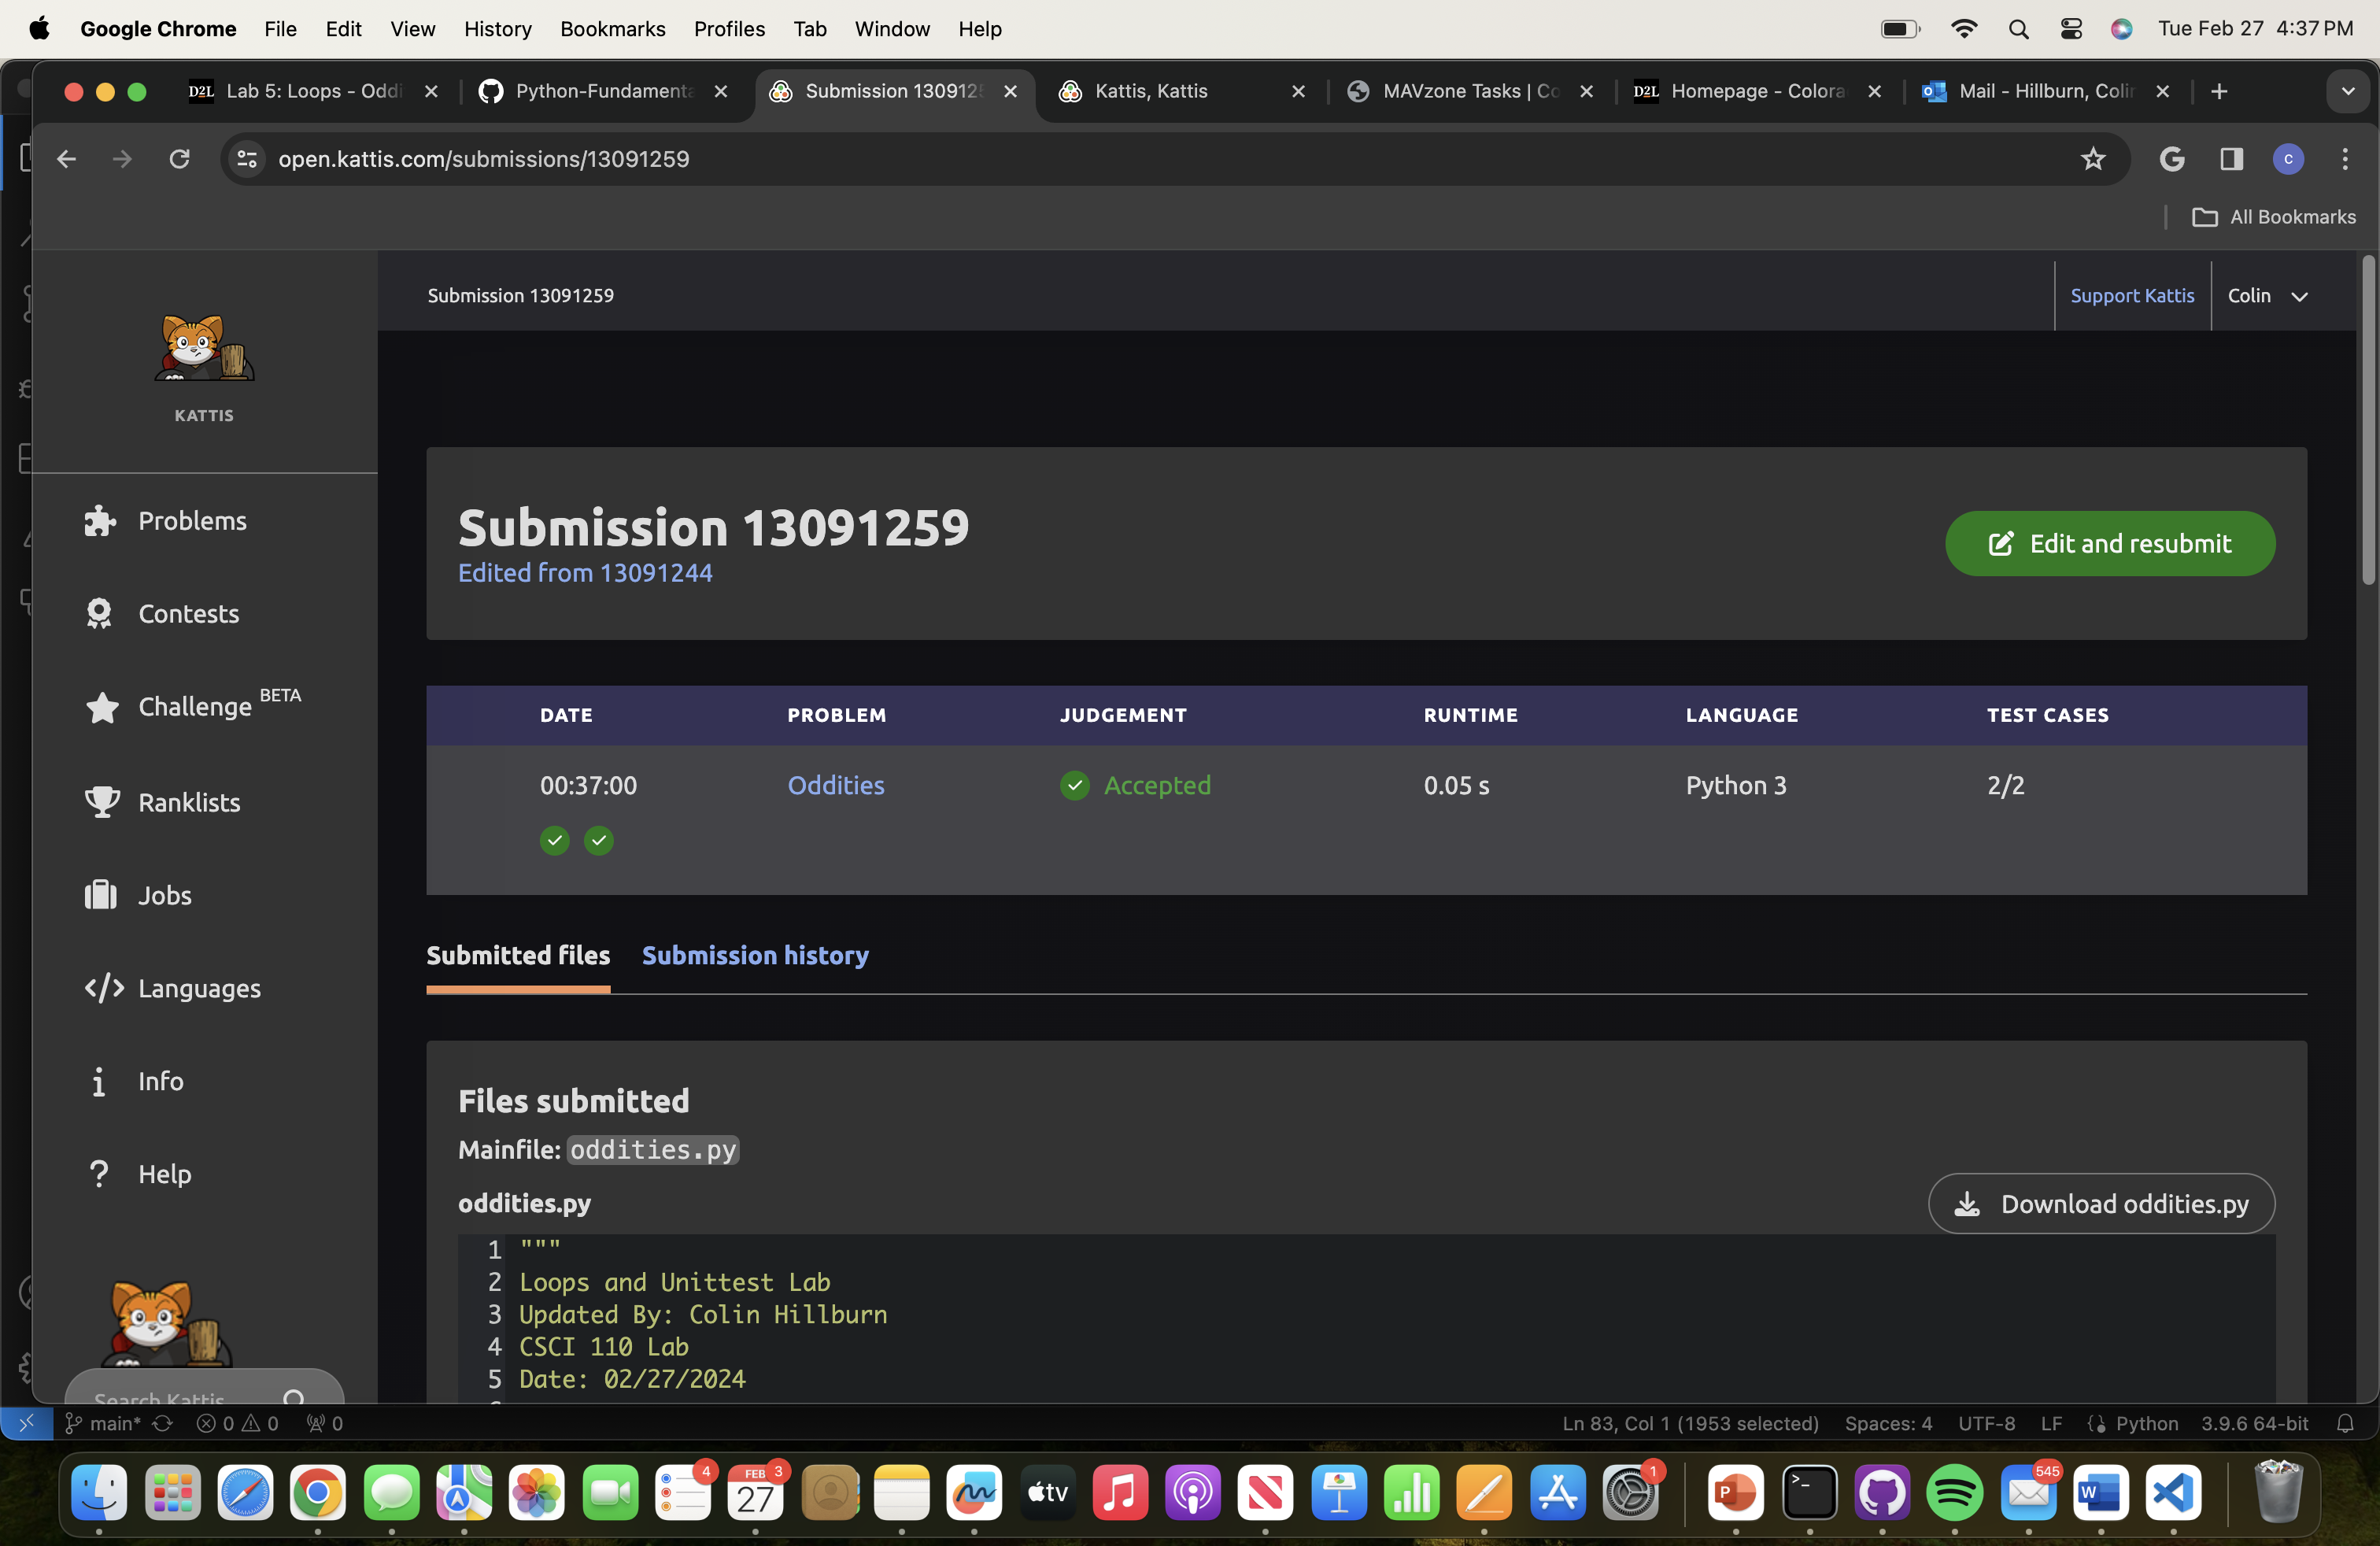 Google Chrome File Edit View History Bookmarks Profiles Tab Window Help Tue Feb 27 4:37 PM
D2L Lab 5: Loops - Oddi Python-Fundamenta Submission 1309125 Kattis, Kattis MAVzone Tasks | Co D2L Homepage - Colora Mail - Hillburn, Colin
open.kattis.com/submissions/13091259 G C
All Bookmarks
Submission 13091259 Support Kattis Colin
KATTIS
Problems
Contests
Challenge BETA
Ranklists
Jobs
Languages
Info
Help
Search Kattis
Submission 13091259
Edited from 13091244
Edit and resubmit
DATE PROBLEM JUDGEMENT RUNTIME LANGUAGE TEST CASES
00:37:00 Oddities Accepted 0.05 s Python 3 2/2
Submitted files Submission history
Files submitted
Mainfile: oddities.py
oddities.py Download oddities.py
1 """
2 Loops and Unittest Lab
3 Updated By: Colin Hillburn
4 CSCI 110 Lab
5 Date: 02/27/2024
main* 0 0 0 Ln 83, Col 1 (1953 selected) Spaces: 4 UTF-8 LF Python 3.9.6 64-bit
4 FEB 27 3 tv 1 P 545 W